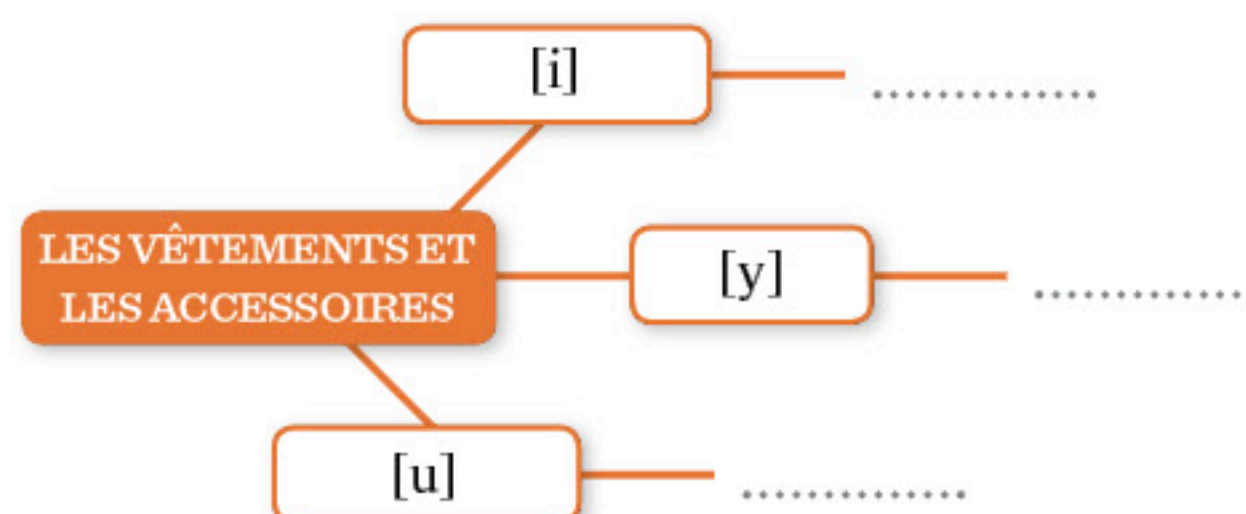 [i]
..............
LES VÊTEMENTS ET
LES ACCESSOIRES
[y]
.............
[u]
..............